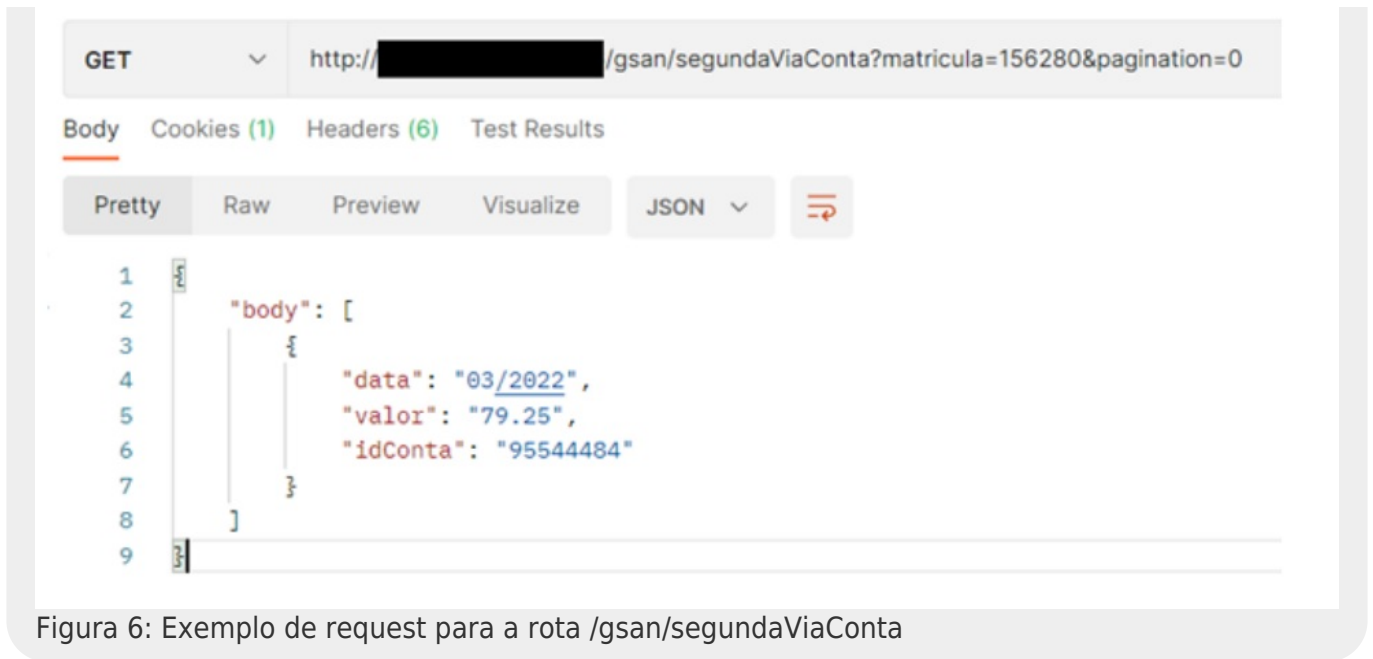 GET http:// /gsan/segundaViaConta?matricula=156280&pagination=0
Body Cookies (1) Headers (6) Test Results
Pretty Raw Preview Visualize JSON
1 {
2 "body": [
3 {
4 "data": "03/2022",
5 "valor": "79.25",
6 "idConta": "95544484"
7 }
8 ]
9 }
Figura 6: Exemplo de request para a rota /gsan/segundaViaConta